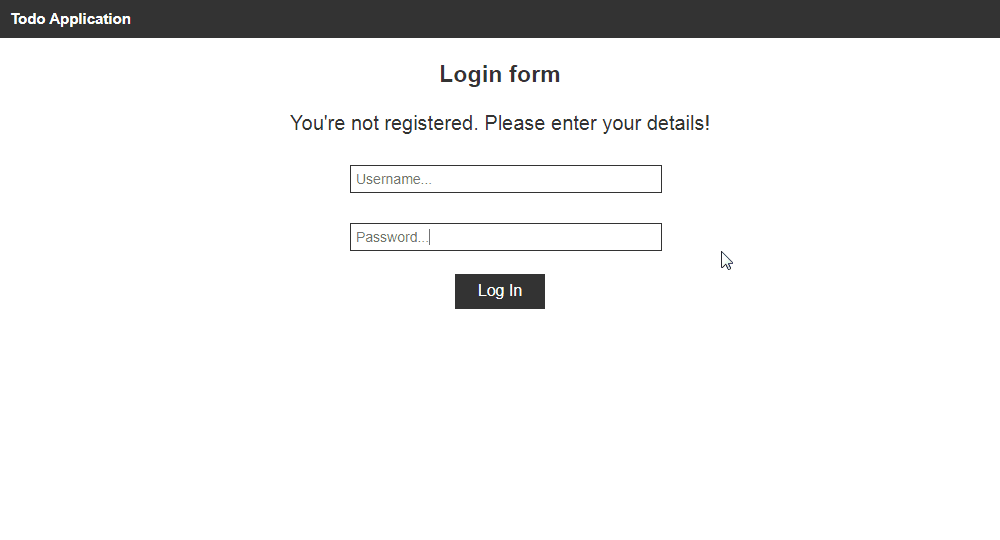 Todo Application
Login form
You're not registered. Please enter your details!
Username...
Password...
Log In